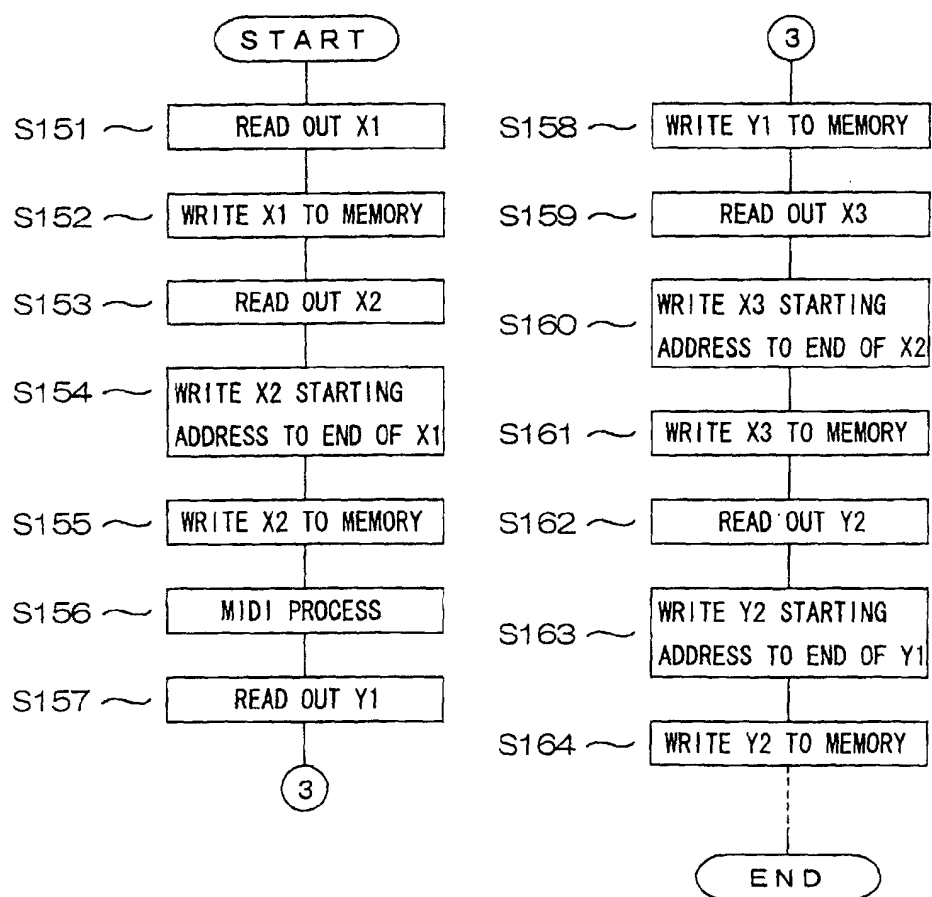 START
S151 READ OUT X1
S152 WRITE X1 TO MEMORY
S153 READ OUT X2
S154 WRITE X2 STARTING
ADDRESS TO END OF X1
S155 WRITE X2 TO MEMORY
S156 MIDI PROCESS
S157 READ OUT Y1
3
3
S158 WRITE Y1 TO MEMORY
S159 READ OUT X3
S160 WRITE X3 STARTING
ADDRESS TO END OF X2
S161 WRITE X3 TO MEMORY
S162 READ OUT Y2
S163 WRITE Y2 STARTING
ADDRESS TO END OF Y1
S164 WRITE Y2 TO MEMORY
END